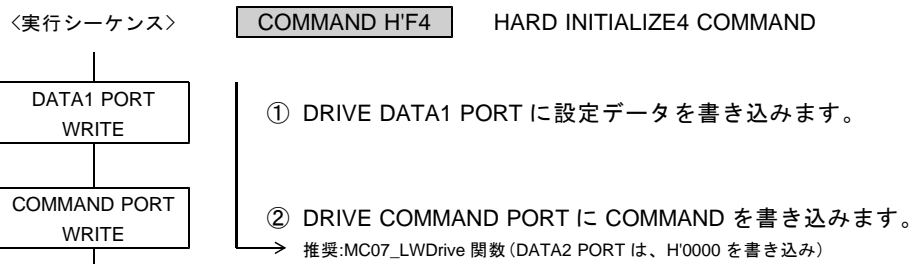 〈実行シーケンス〉 COMMAND H'F4 HARD INITIALIZE4 COMMAND
DATA1 PORT
WRITE
① DRIVE DATA1 PORT に設定データを書き込みます。
COMMAND PORT
WRITE
② DRIVE COMMAND PORT に COMMAND を書き込みます。
推奨:MC07_LWDrive 関数(DATA2 PORT は、H'0000 を書き込み)